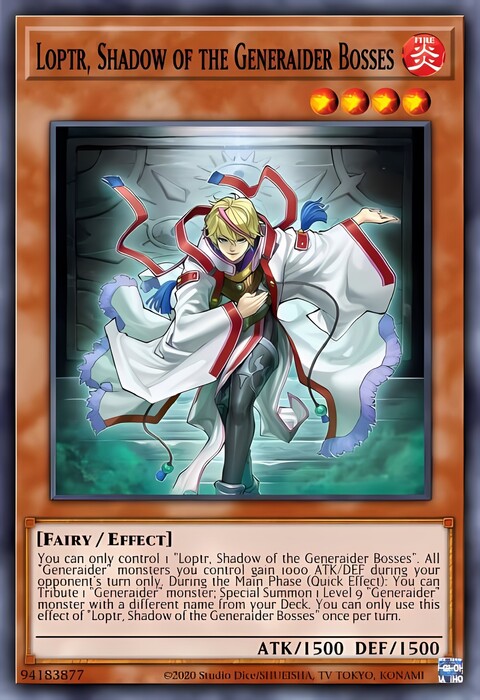 Loptr, Shadow of the Generaider Bosses
FIRE
炎
[Fairy / Effect]
You can only control 1 "Loptr, Shadow of the Generaider Bosses". All
"Generaider" monsters you control gain 1000 ATK/DEF during your
opponent's turn only. During the Main Phase (Quick Effect): You can
Tribute 1 "Generaider" monster; Special Summon 1 Level 9 "Generaider"
monster with a different name from your Deck. You can only use this
effect of "Loptr, Shadow of the Generaider Bosses" once per turn.
ATK/1500 DEF/1500
94183877
©2020 Studio Dice/SHUEISHA, TV TOKYO, KONAMI